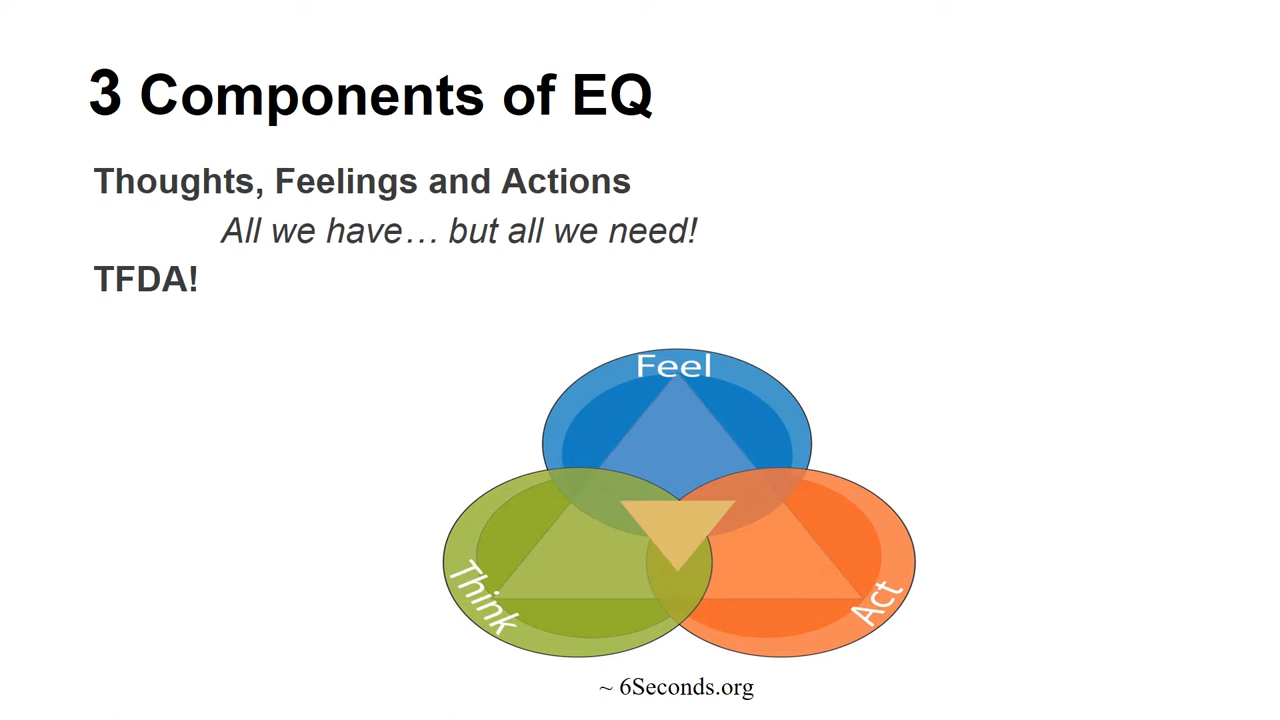 3 Components of EQ
Thoughts, Feelings and Actions
All we have… but all we need!
TFDA!
Feel
Think
Act
~ 6Seconds.org